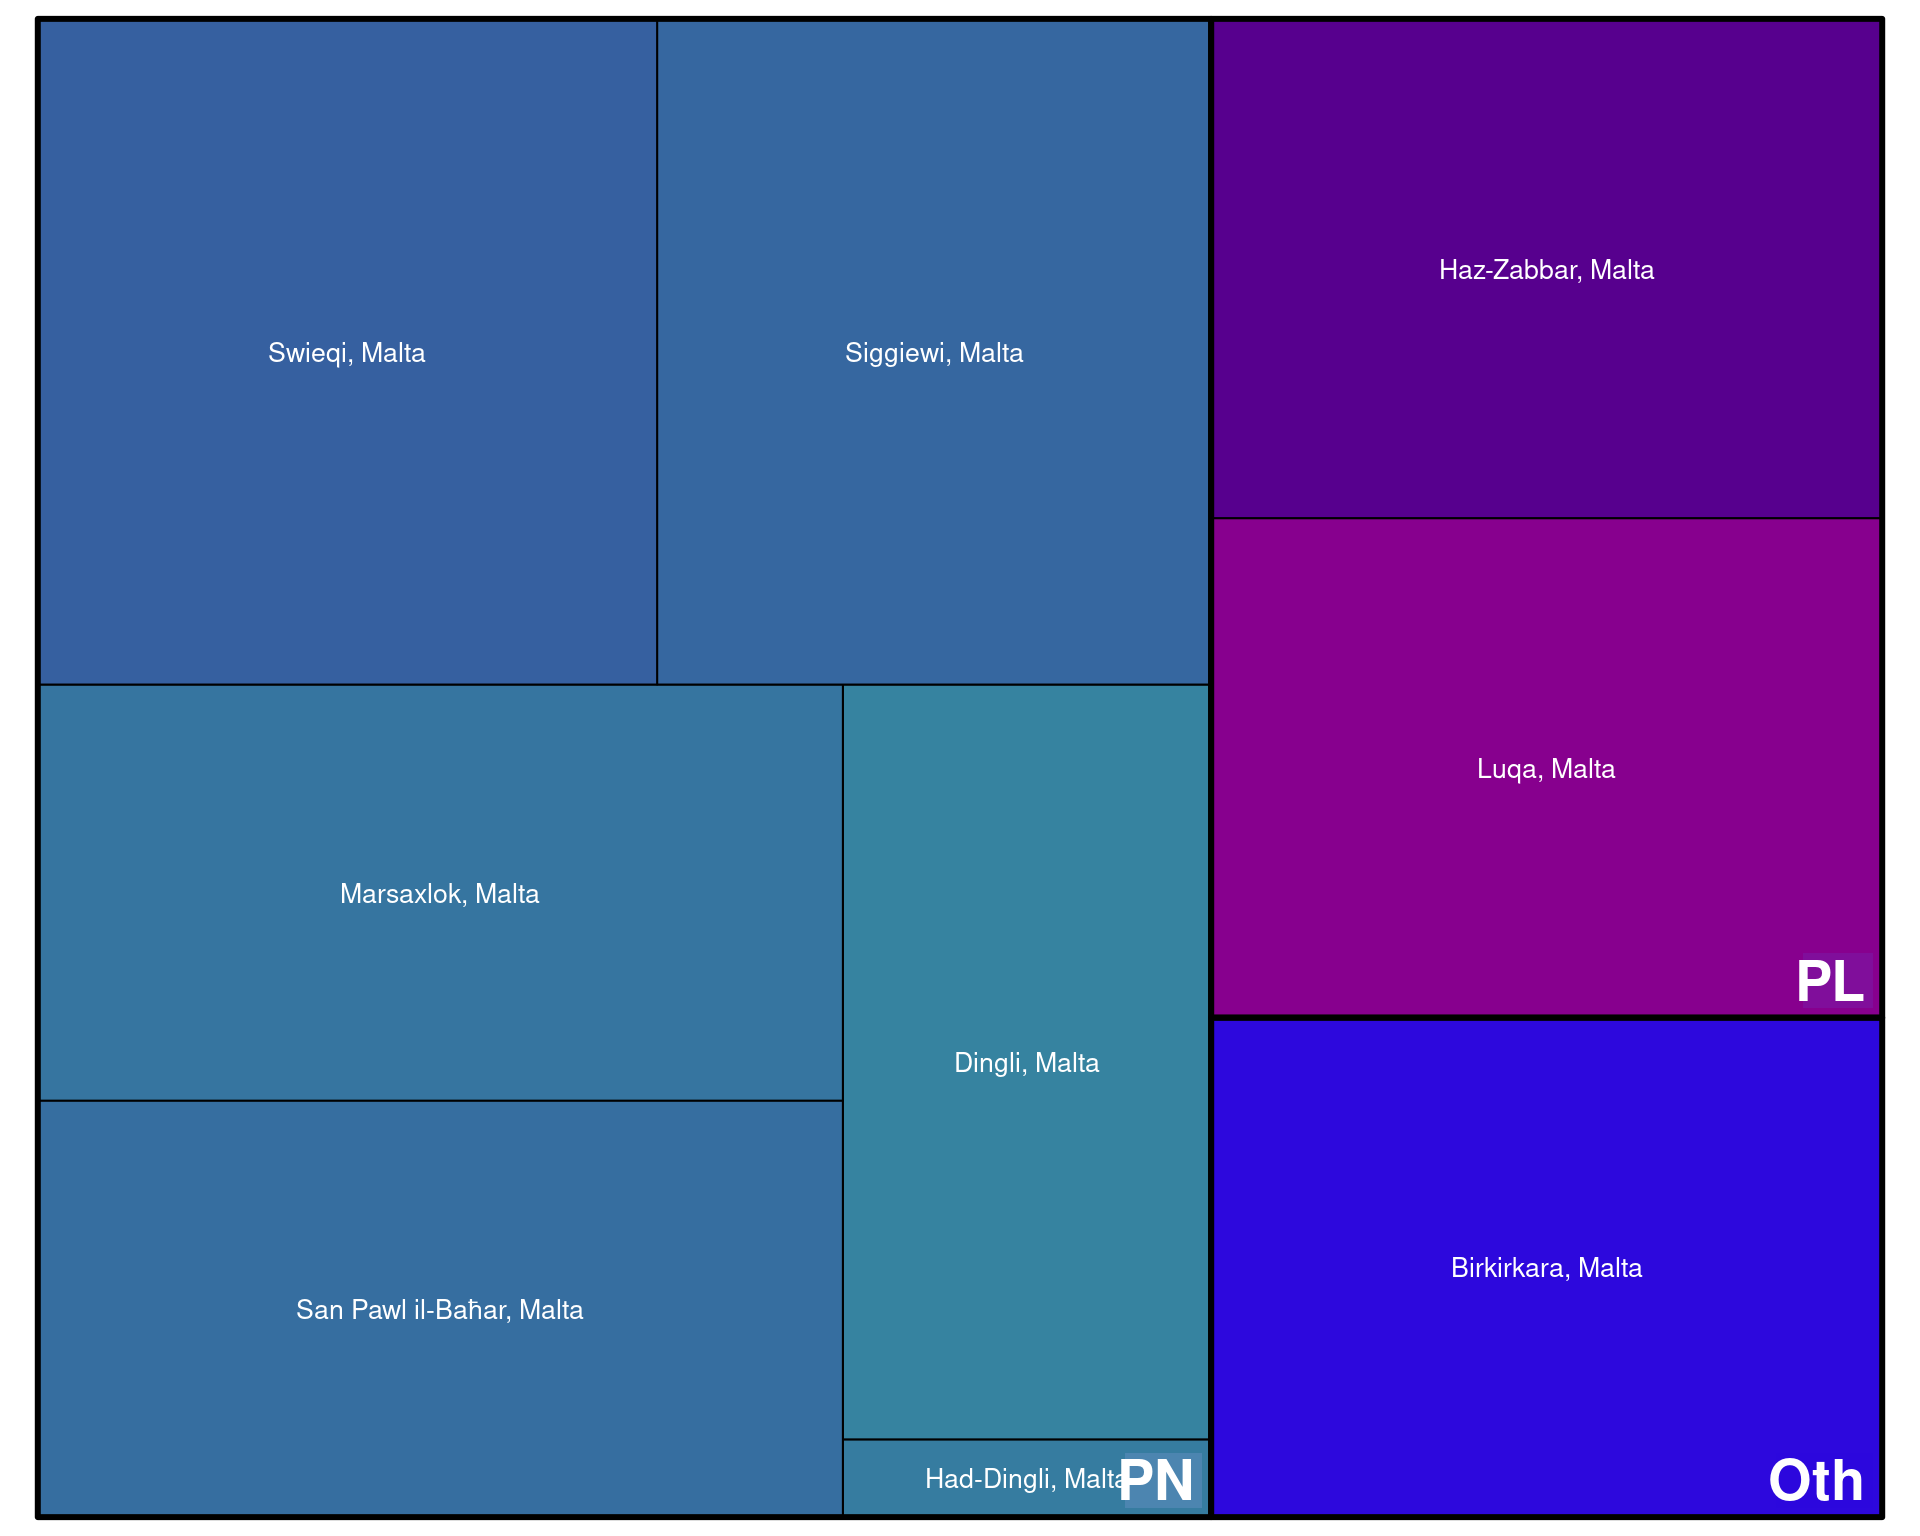 Swieqi, Malta
Siggiewi, Malta
Haz-Zabbar, Malta
Luqa, Malta
PL
Marsaxlok, Malta
Dingli, Malta
San Pawl il-Baħar, Malta
Had-Dingli, Malta
PN
Birkirkara, Malta
Oth